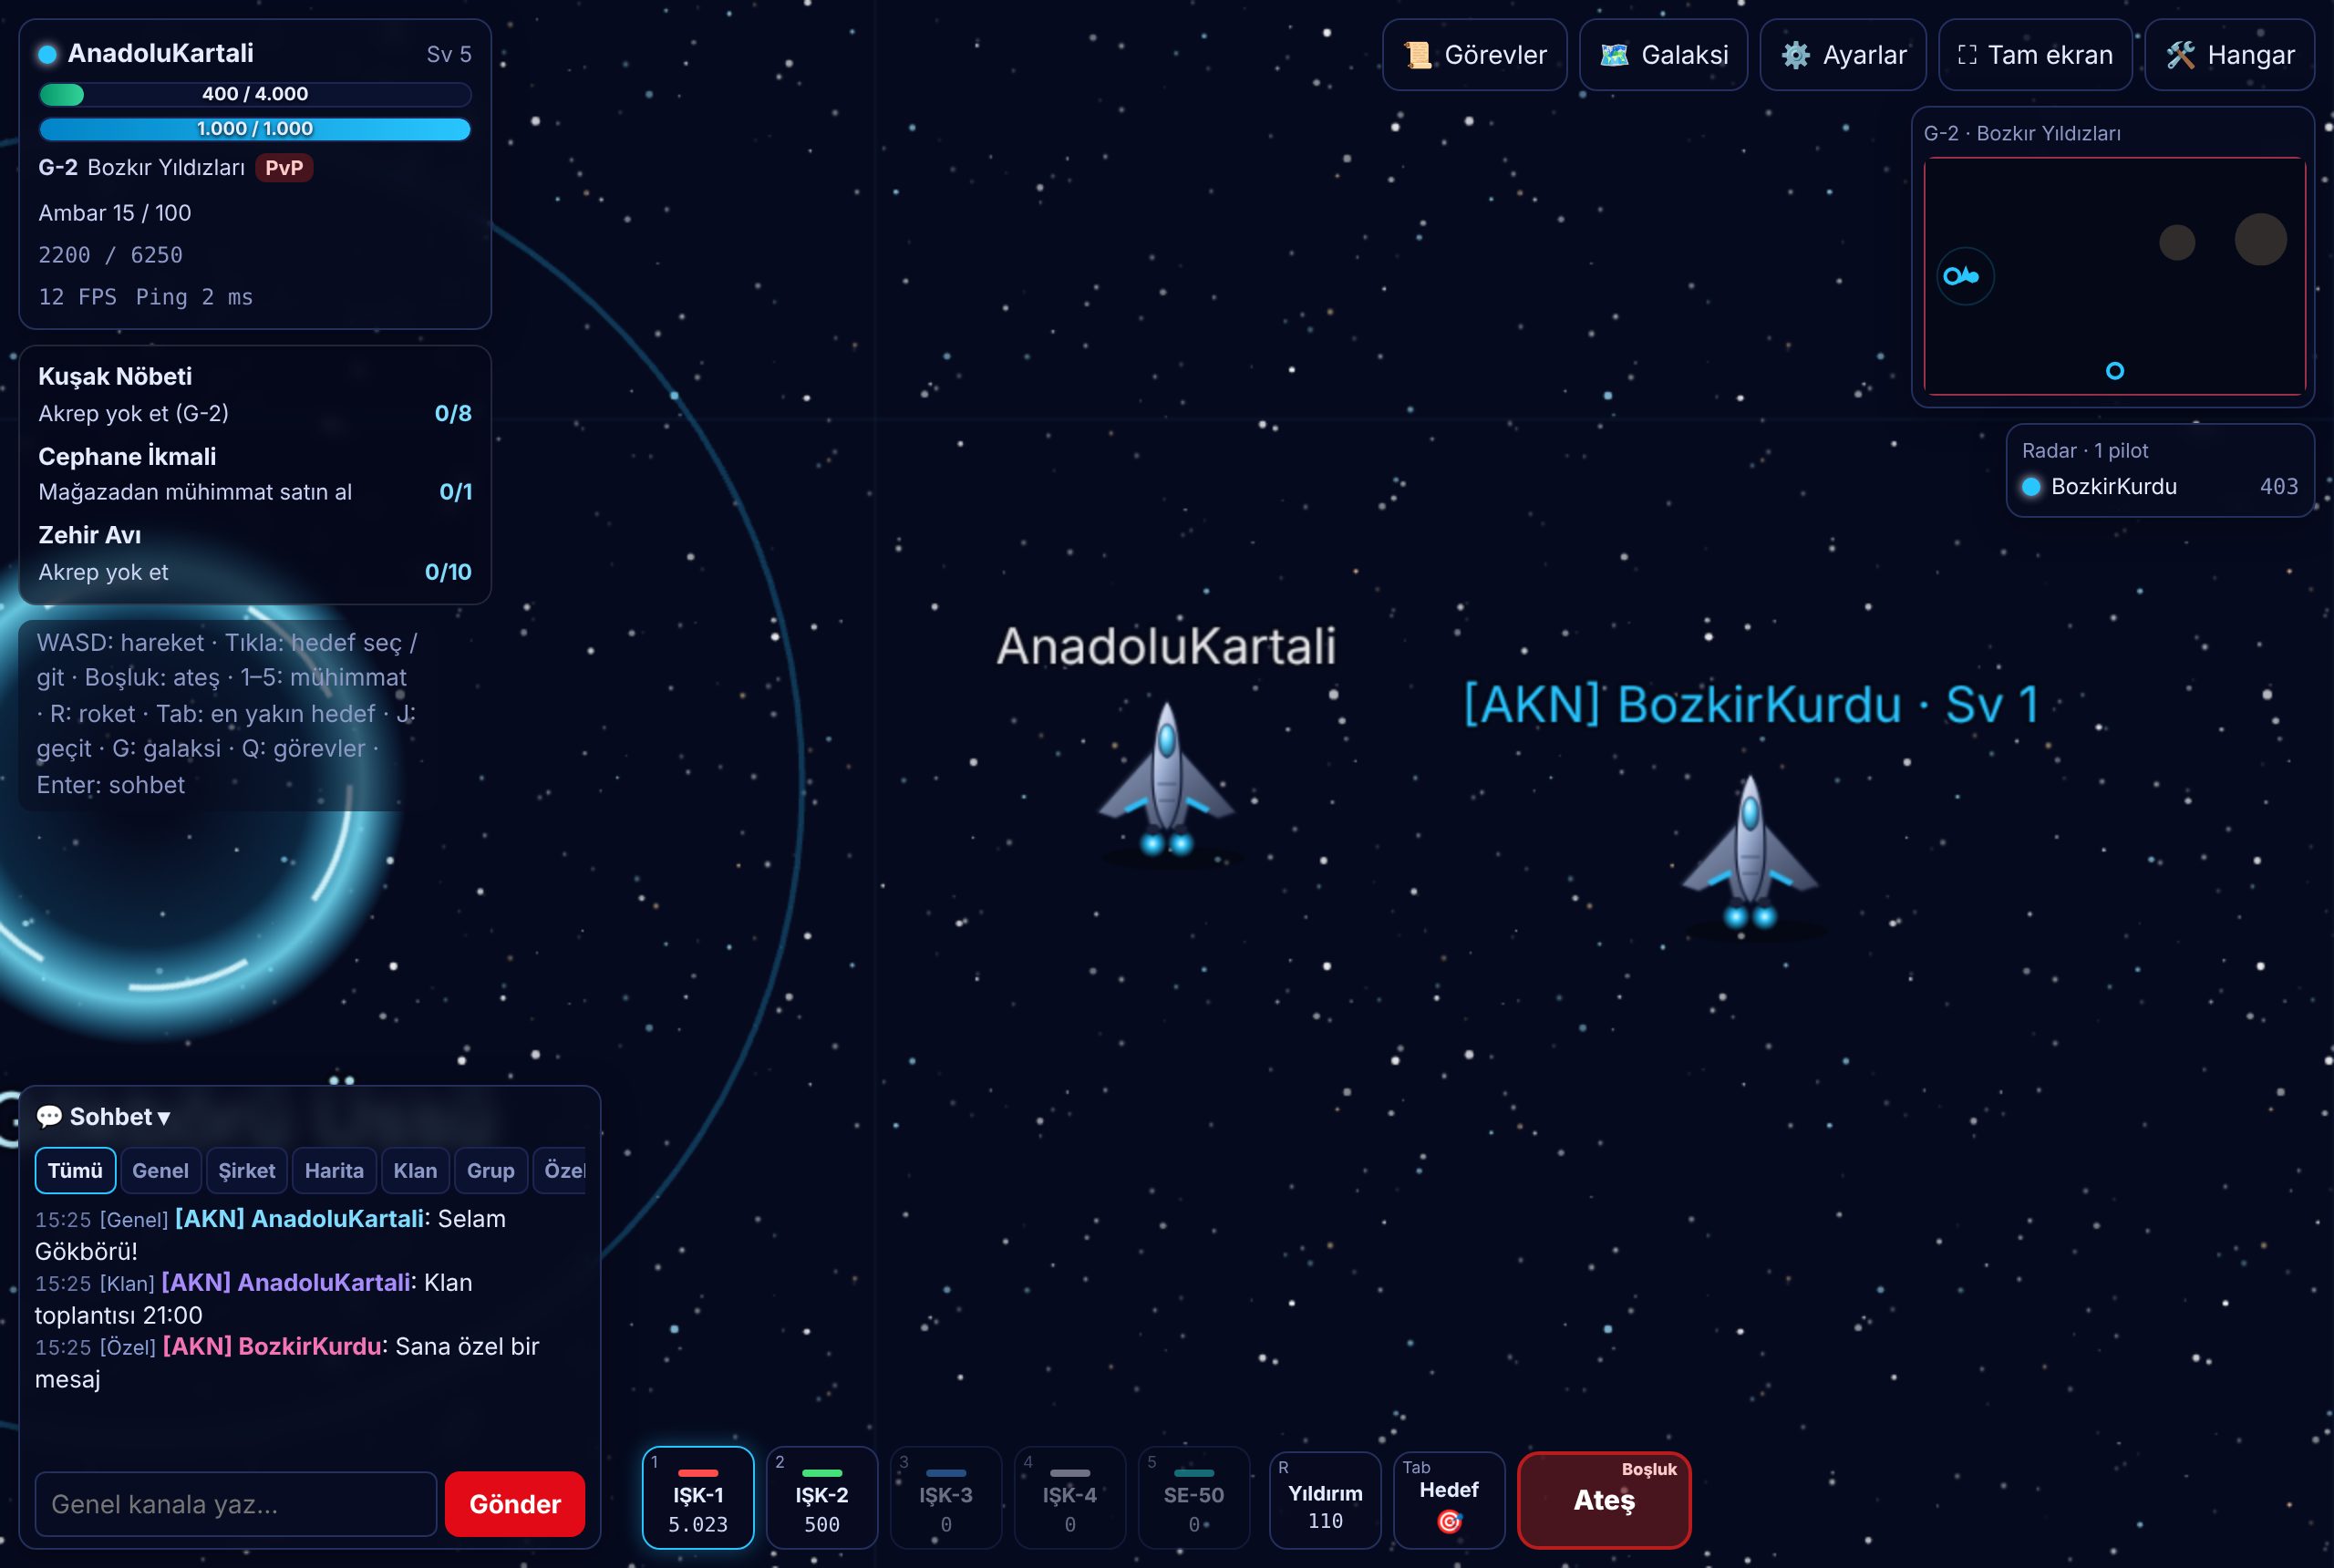 AnadoluKartali Sv 5
400 / 4.000
1.000 / 1.000
G-2 Bozkır Yıldızları PvP
Ambar 15 / 100
2200 / 6250
12 FPS Ping 2 ms
Kuşak Nöbeti
Akrep yok et (G-2) 0/8
Cephane İkmali
Mağazadan mühimmat satın al 0/1
Zehir Avı
Akrep yok et 0/10
WASD: hareket · Tıkla: hedef seç /
git · Boşluk: ateş · 1–5: mühimmat
· R: roket · Tab: en yakın hedef · J:
geçit · G: galaksi · Q: görevler ·
Enter: sohbet
Görevler
Galaksi
Ayarlar
Tam ekran
Hangar
G-2 · Bozkır Yıldızları
Radar · 1 pilot
BozkirKurdu 403
AnadoluKartali
[AKN] BozkirKurdu · Sv 1
Sohbet ▾
Tümü Genel Şirket Harita Klan Grup Özel
15:25 [Genel] [AKN] AnadoluKartali: Selam
Gökbörü!
15:25 [Klan] [AKN] AnadoluKartali: Klan
toplantısı 21:00
15:25 [Özel] [AKN] BozkirKurdu: Sana özel bir
mesaj
Genel kanala yaz...
Gönder
1
IŞK-1
5.023
2
IŞK-2
500
3
IŞK-3
0
4
IŞK-4
0
5
SE-50
0
R
Yıldırım
110
Tab
Hedef
Boşluk
Ateş